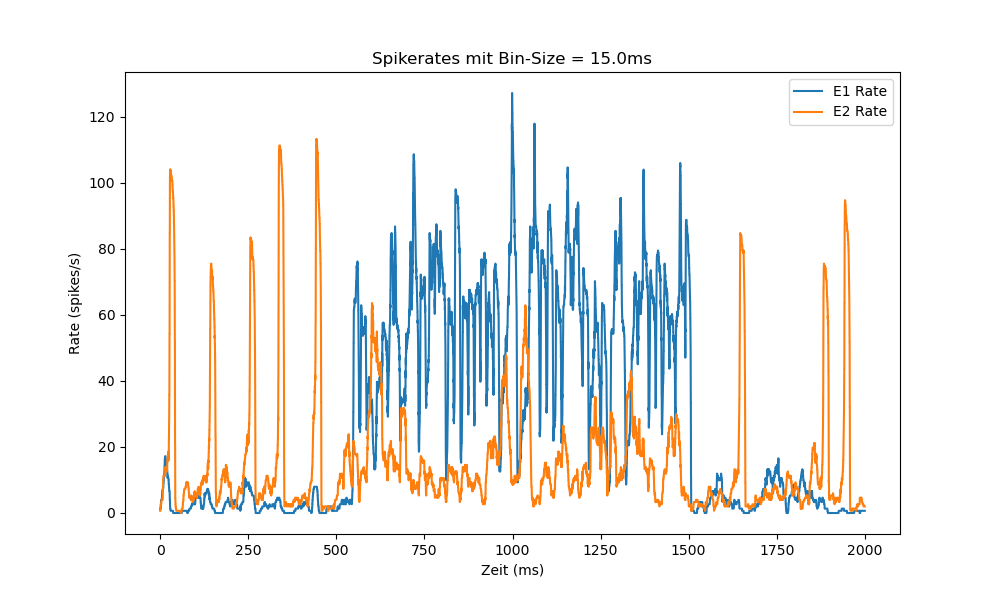 Spikerates mit Bin-Size = 15.0ms
E1 Rate
E2 Rate
120
100
80
60
40
20
0
Rate (spikes/s)
0 250 500 750 1000 1250 1500 1750 2000
Zeit (ms)